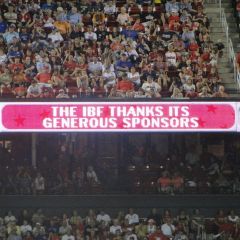 THE IBF THANKS ITS
GENEROUS SPONSORS